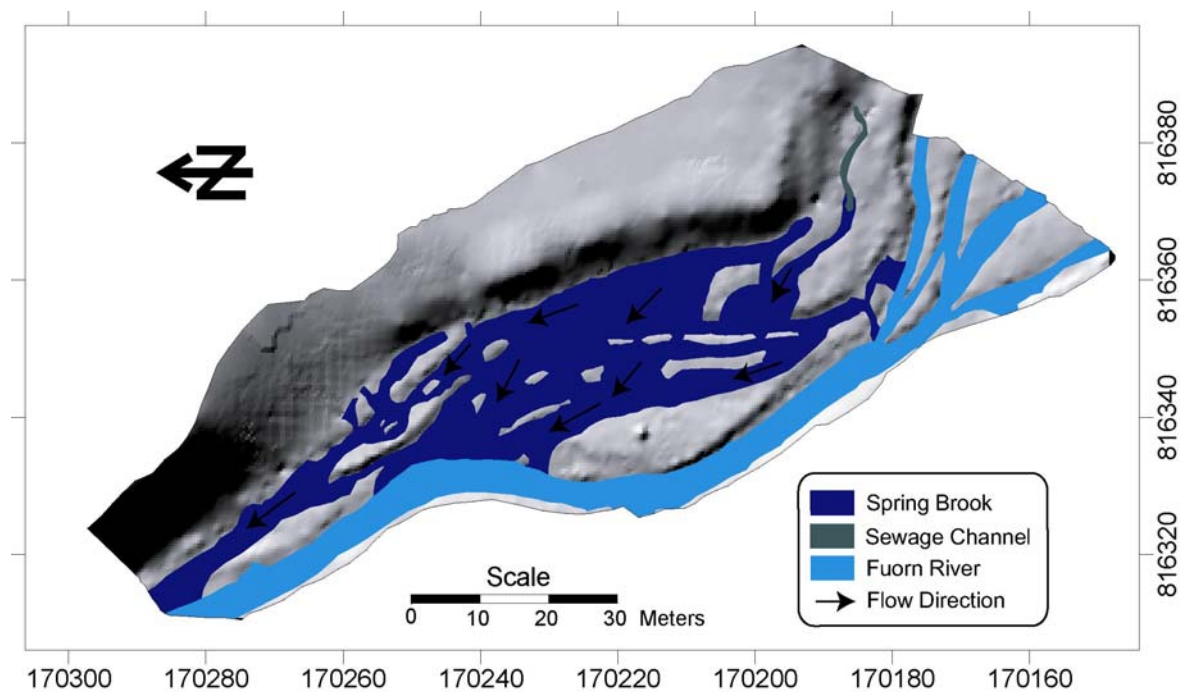 N
816380
816360
816340
816320
Spring Brook
Sewage Channel
Fuorn River
Flow Direction
Scale
0 10 20 30 Meters
170300 170280 170260 170240 170220 170200 170180 170160